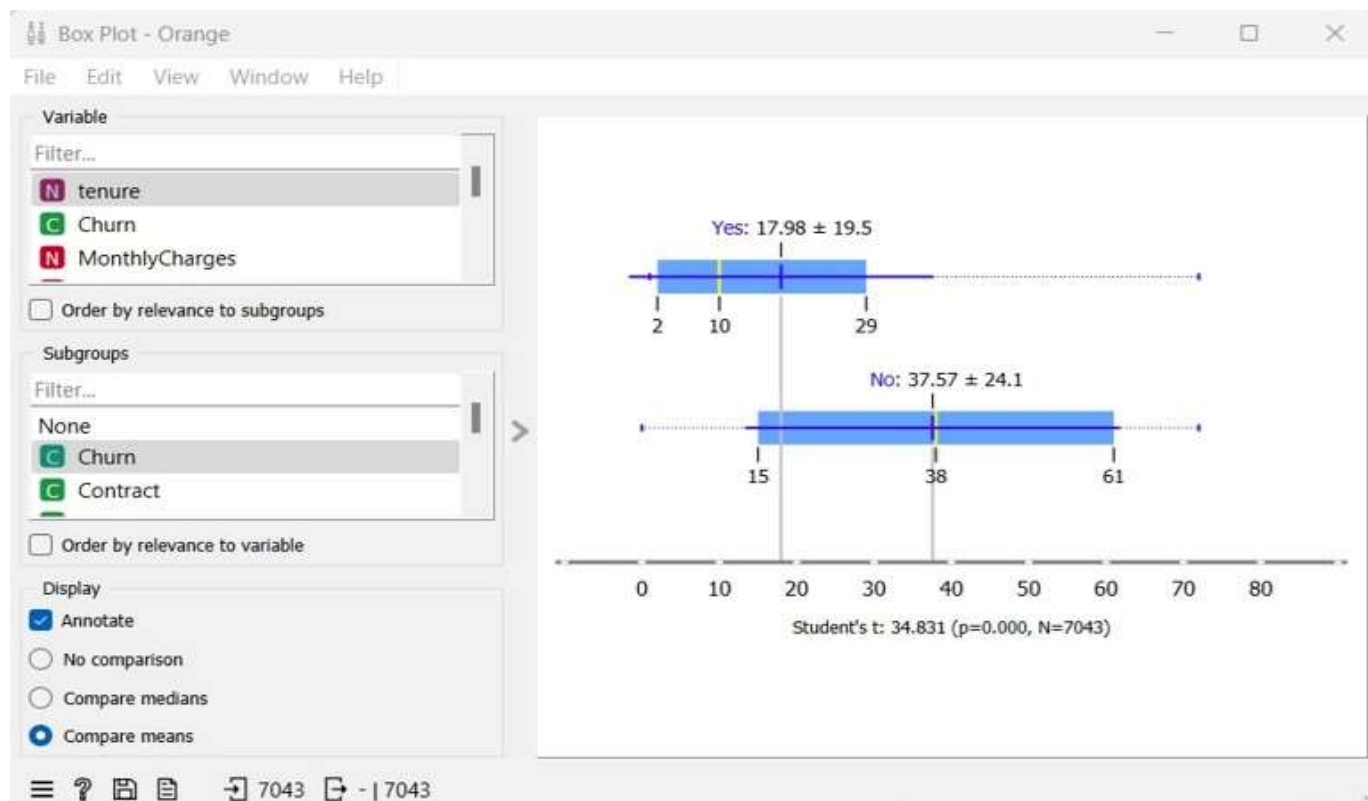 Box Plot - Orange
File Edit View Window Help
Variable
Filter...
N tenure
C Churn
N MonthlyCharges
Order by relevance to subgroups
Subgroups
Filter...
None
C Churn
C Contract
Order by relevance to variable
Display
Annotate
No comparison
Compare medians
Compare means
? 7043 - | 7043
>
Yes: 17.98 ± 19.5
2 10 29
No: 37.57 ± 24.1
15 38 61
0 10 20 30 40 50 60 70 80
Student's t: 34.831 (p=0.000, N=7043)